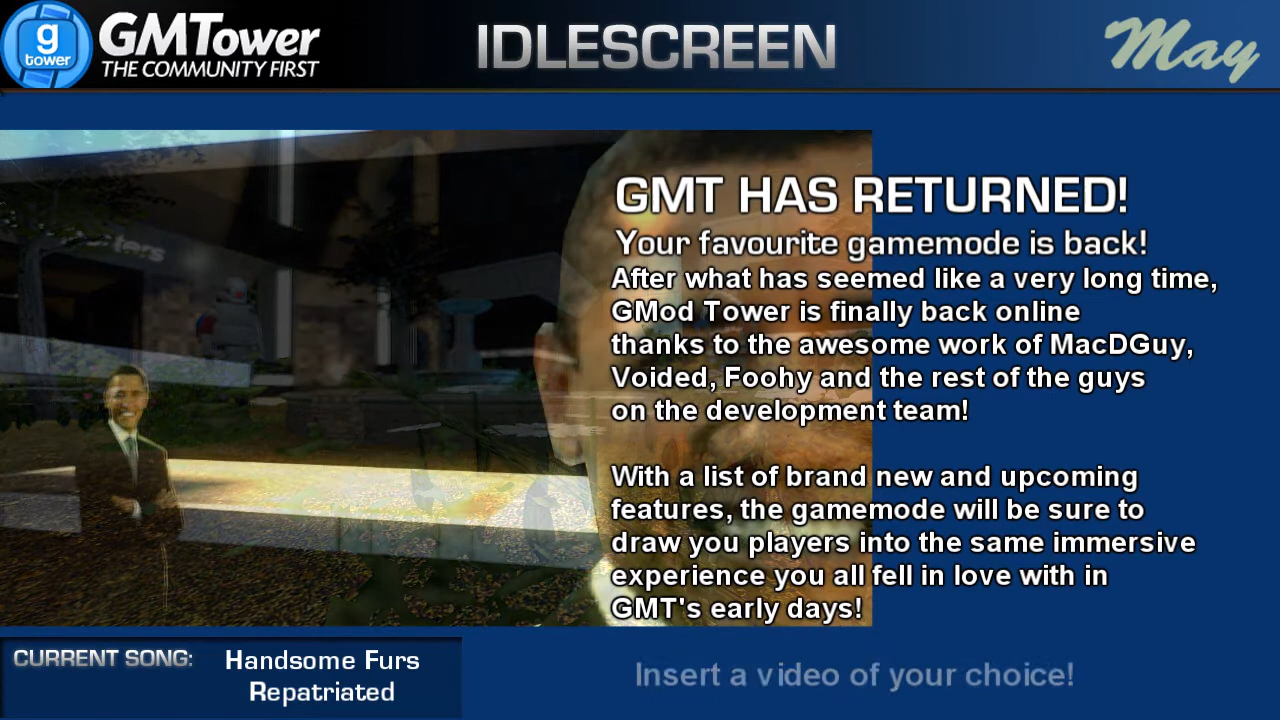 g
tower
GMTower
THE COMMUNITY FIRST
IDLESCREEN
May
GMT HAS RETURNED!
Your favourite gamemode is back!
After what has seemed like a very long time,
GMod Tower is finally back online
thanks to the awesome work of MacDGuy,
Voided, Foohy and the rest of the guys
on the development team!
With a list of brand new and upcoming
features, the gamemode will be sure to
draw you players into the same immersive
experience you all fell in love with in
GMT's early days!
CURRENT SONG:
Handsome Furs
Repatriated
Insert a video of your choice!